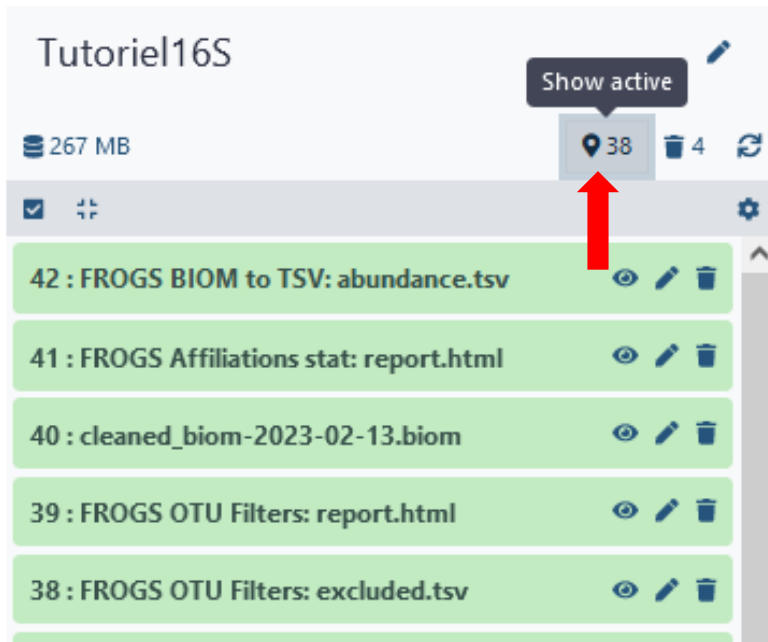 Tutoriel16S
Show active
267 MB
38
4
42 : FROGS BIOM to TSV: abundance.tsv
41 : FROGS Affiliations stat: report.html
40 : cleaned_biom-2023-02-13.biom
39 : FROGS OTU Filters: report.html
38 : FROGS OTU Filters: excluded.tsv